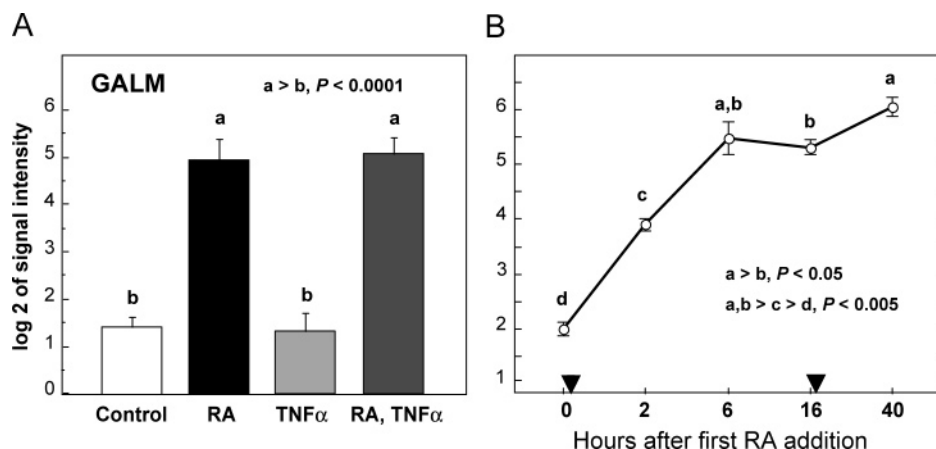 A
GALM
a > b, P < 0.0001
log 2 of signal intensity
6
5
4
3
2
1
0
b
a
b
a
Control RA TNFα RA, TNFα
B
6
5
4
3
2
1
d
c
a,b
b
a
a > b, P < 0.05
a,b > c > d, P < 0.005
0 2 6 16 40
Hours after first RA addition